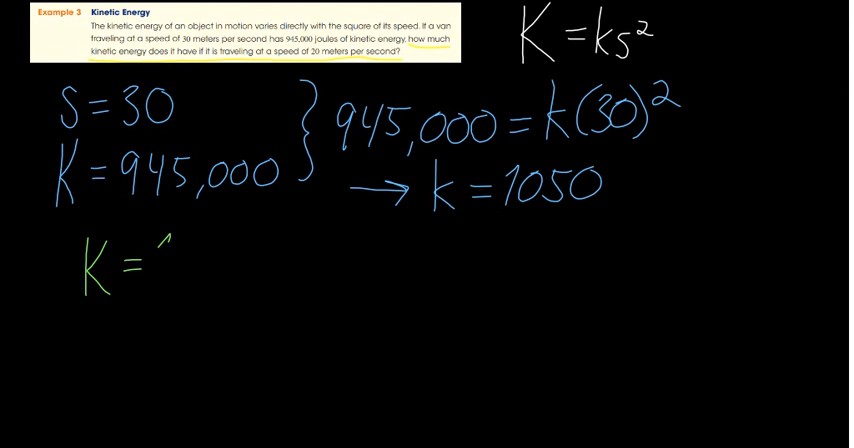 Example 3 Kinetic Energy
The kinetic energy of an object in motion varies directly with the square of its speed. If a van
traveling at a speed of 30 meters per second has 945,000 joules of kinetic energy, how much
kinetic energy does it have if it is traveling at a speed of 20 meters per second?
K = ks²
s = 30
K = 945,000
945,000 = k(30)²
→ k = 1050
K = 1